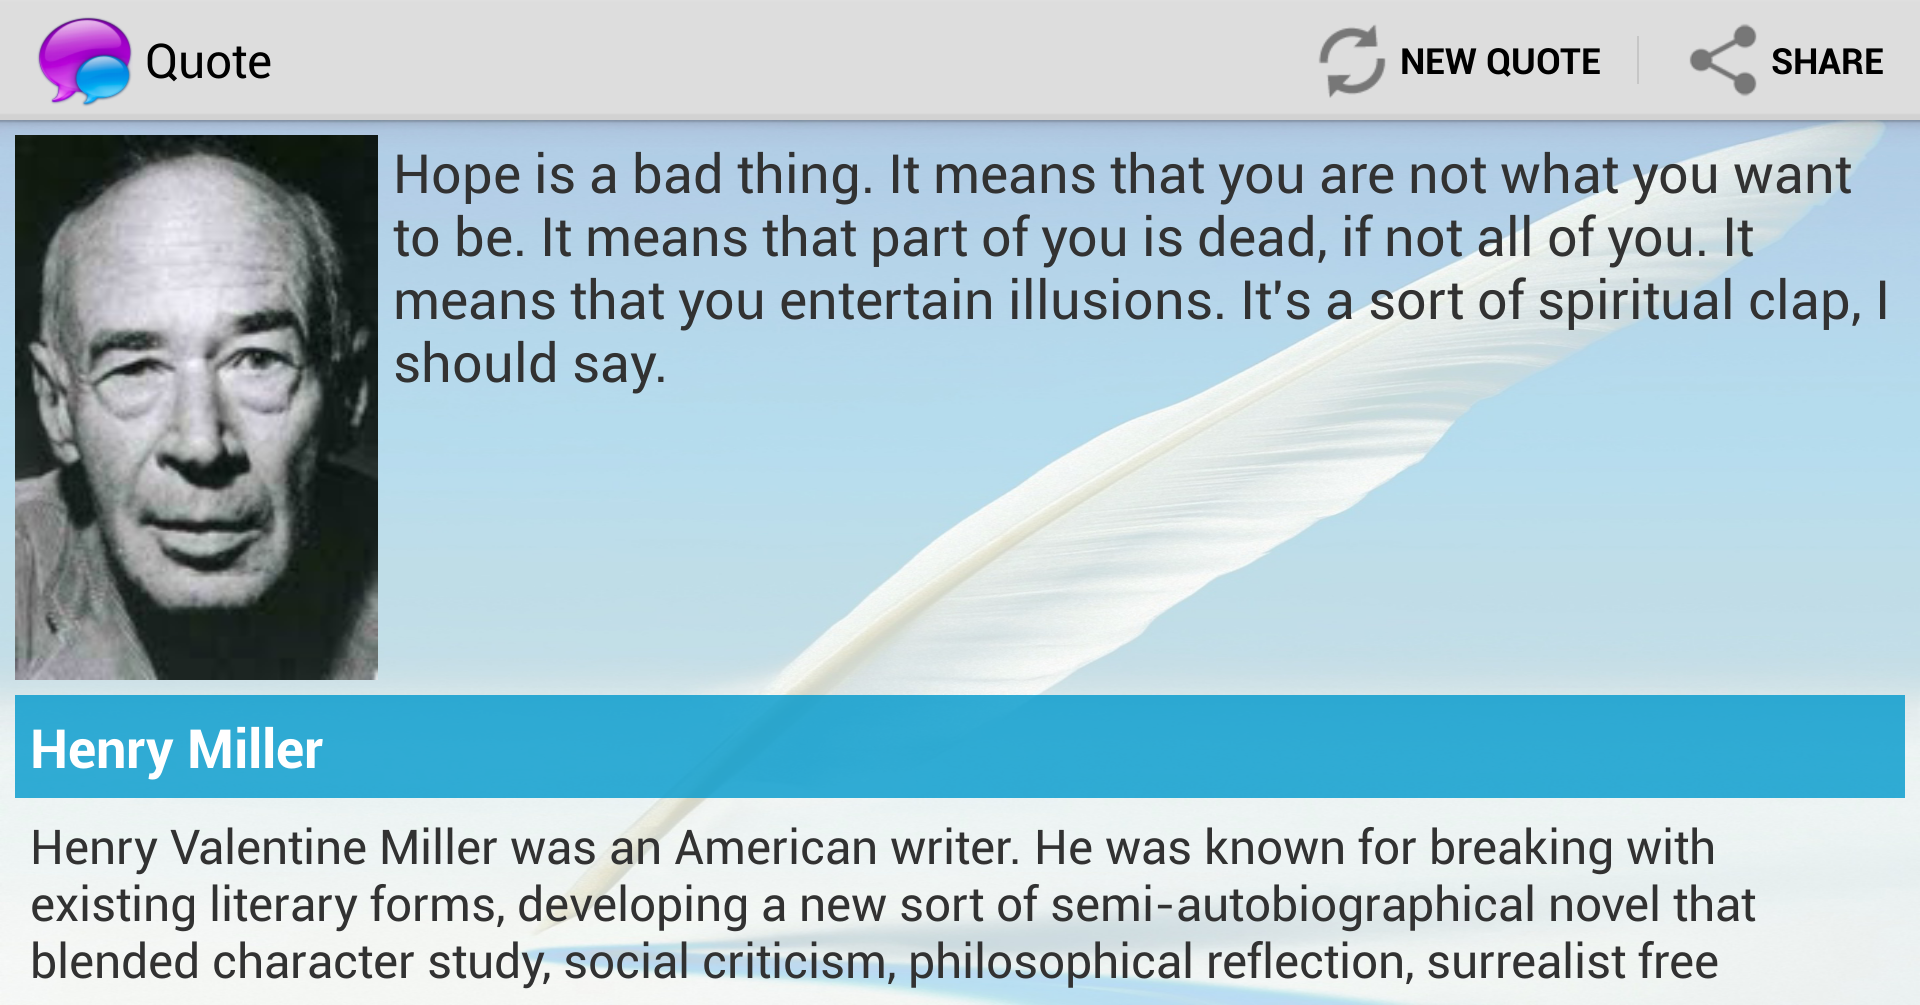 Quote
NEW QUOTE
SHARE
Hope is a bad thing. It means that you are not what you want
to be. It means that part of you is dead, if not all of you. It
means that you entertain illusions. It's a sort of spiritual clap, I
should say.
Henry Miller
Henry Valentine Miller was an American writer. He was known for breaking with
existing literary forms, developing a new sort of semi-autobiographical novel that
blended character study, social criticism, philosophical reflection, surrealist free